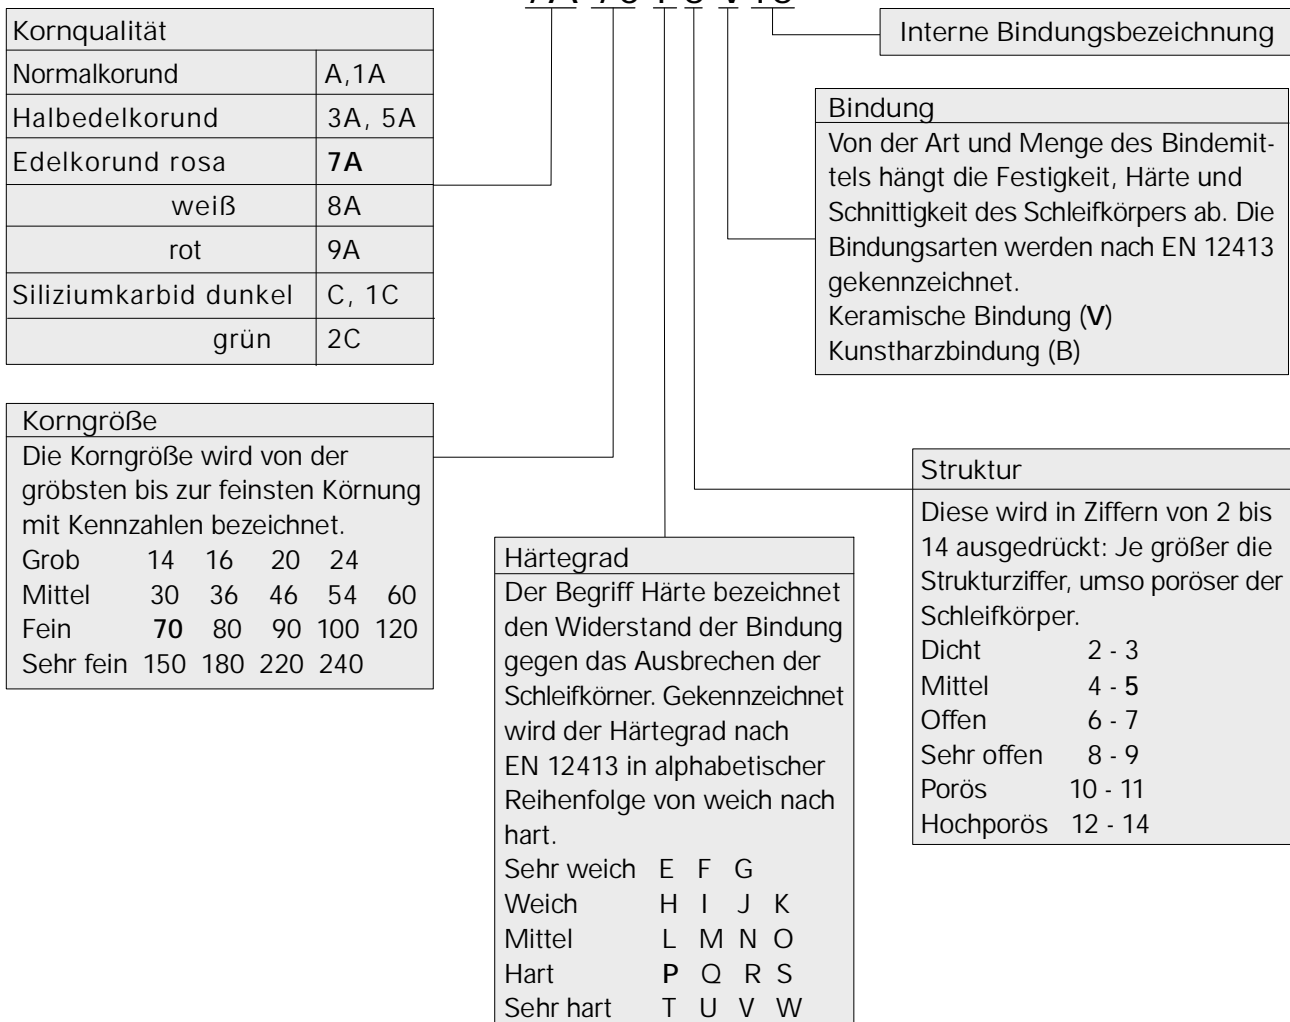 7A 70 P 5 V
Kornqualität
Normalkorund A,1A
Halbedelkorund 3A, 5A
Edelkorund rosa 7A
weiß 8A
rot 9A
Siliziumkarbid dunkel C, 1C
grün 2C
Interne Bindungsbezeichnung
Bindung
Von der Art und Menge des Bindemit-
tels hängt die Festigkeit, Härte und
Schnittigkeit des Schleifkörpers ab. Die
Bindungsarten werden nach EN 12413
gekennzeichnet.
Keramische Bindung (V)
Kunstharzbindung (B)
Korngröße
Die Korngröße wird von der
gröbsten bis zur feinsten Körnung
mit Kennzahlen bezeichnet.
Grob 14 16 20 24
Mittel 30 36 46 54 60
Fein 70 80 90 100 120
Sehr fein 150 180 220 240
Härtegrad
Der Begriff Härte bezeichnet
den Widerstand der Bindung
gegen das Ausbrechen der
Schleifkörner. Gekennzeichnet
wird der Härtegrad nach
EN 12413 in alphabetischer
Reihenfolge von weich nach
hart.
Sehr weich E F G
Weich H I J K
Mittel L M N O
Hart P Q R S
Sehr hart T U V W
Struktur
Diese wird in Ziffern von 2 bis
14 ausgedrückt: Je größer die
Strukturziffer, umso poröser der
Schleifkörper.
Dicht 2 - 3
Mittel 4 - 5
Offen 6 - 7
Sehr offen 8 - 9
Porös 10 - 11
Hochporös 12 - 14